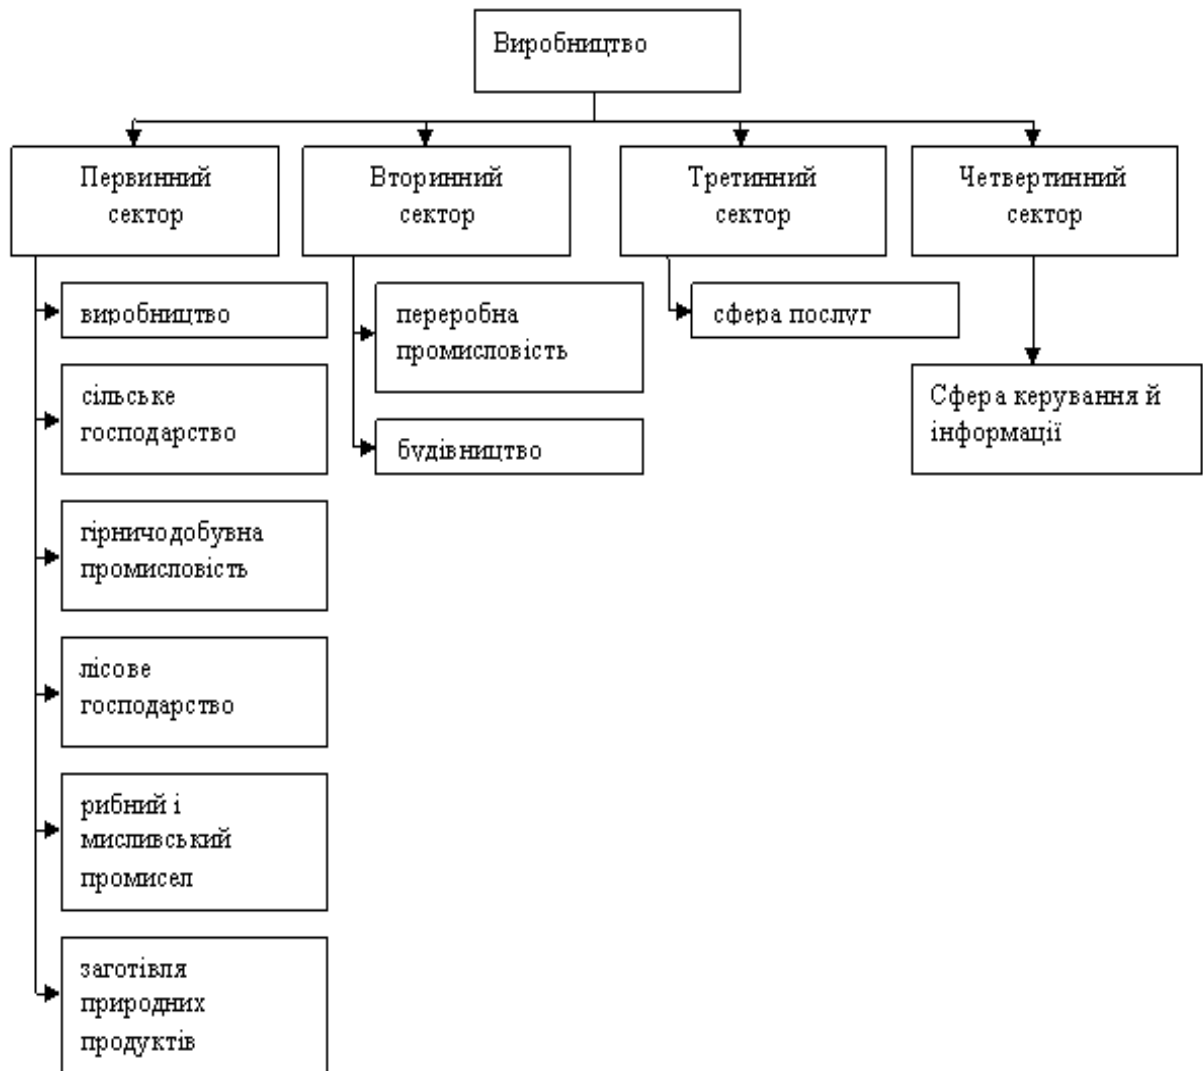 Виробництво
Первинний
сектор
Вторинний
сектор
Третинний
сектор
Четвертинний
сектор
виробництво
сільське
господарство
гірничодобувна
промисловість
лісове
господарство
рибний і
мисливський
промисел
заготівля
природних
продуктів
переробна
промисловість
будівництво
сфера послуг
Сфера керування й
інформації